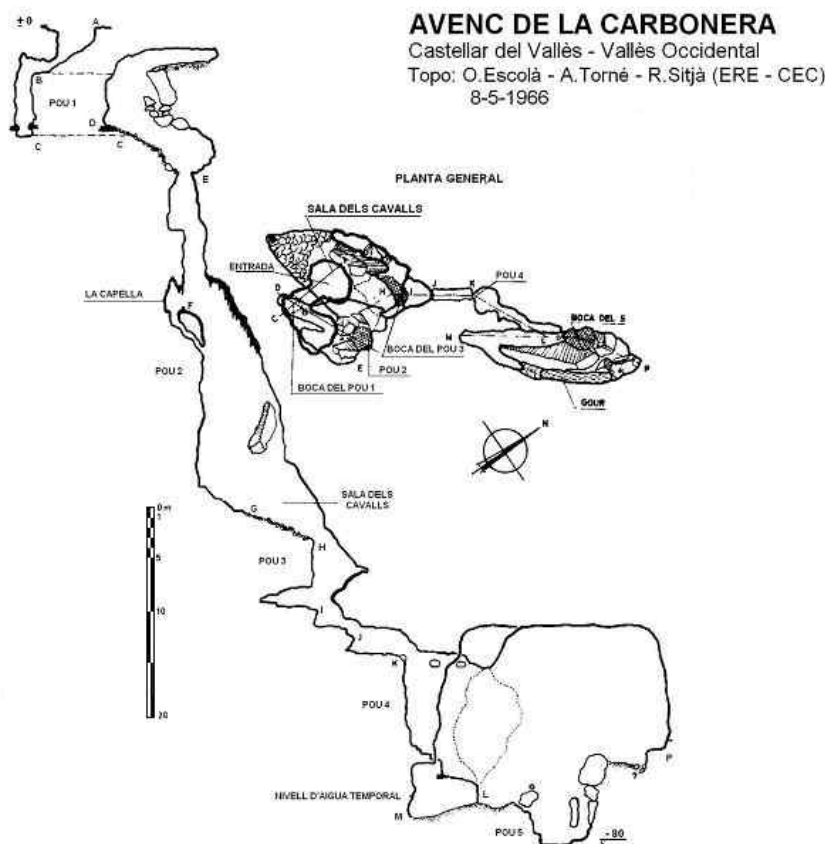 AVENC DE LA CARBONERA
Castellar del Vallès - Vallès Occidental
Topo: O.Escolà - A.Torné - R.Sitjà (ERE - CEC)
8-5-1966
±0
A
B
POU 1
D
C
C
E
PLANTA GENERAL
SALA DELS CAVALLS
ENTRADA
D
C
B
H
I
J
K
POU 4
LA CAPELLA
F
M
L
BOCA DEL 5
P
BOCA DEL POU 3
E
POU 2
BOCA DEL POU 1
GOUR
POU 2
N
SALA DELS
CAVALLS
G
0 m
1
5
10
20
POU 3
H
I
J
K
POU 4
P
NIVELL D'AIGUA TEMPORAL
M
L
POU 5
-80